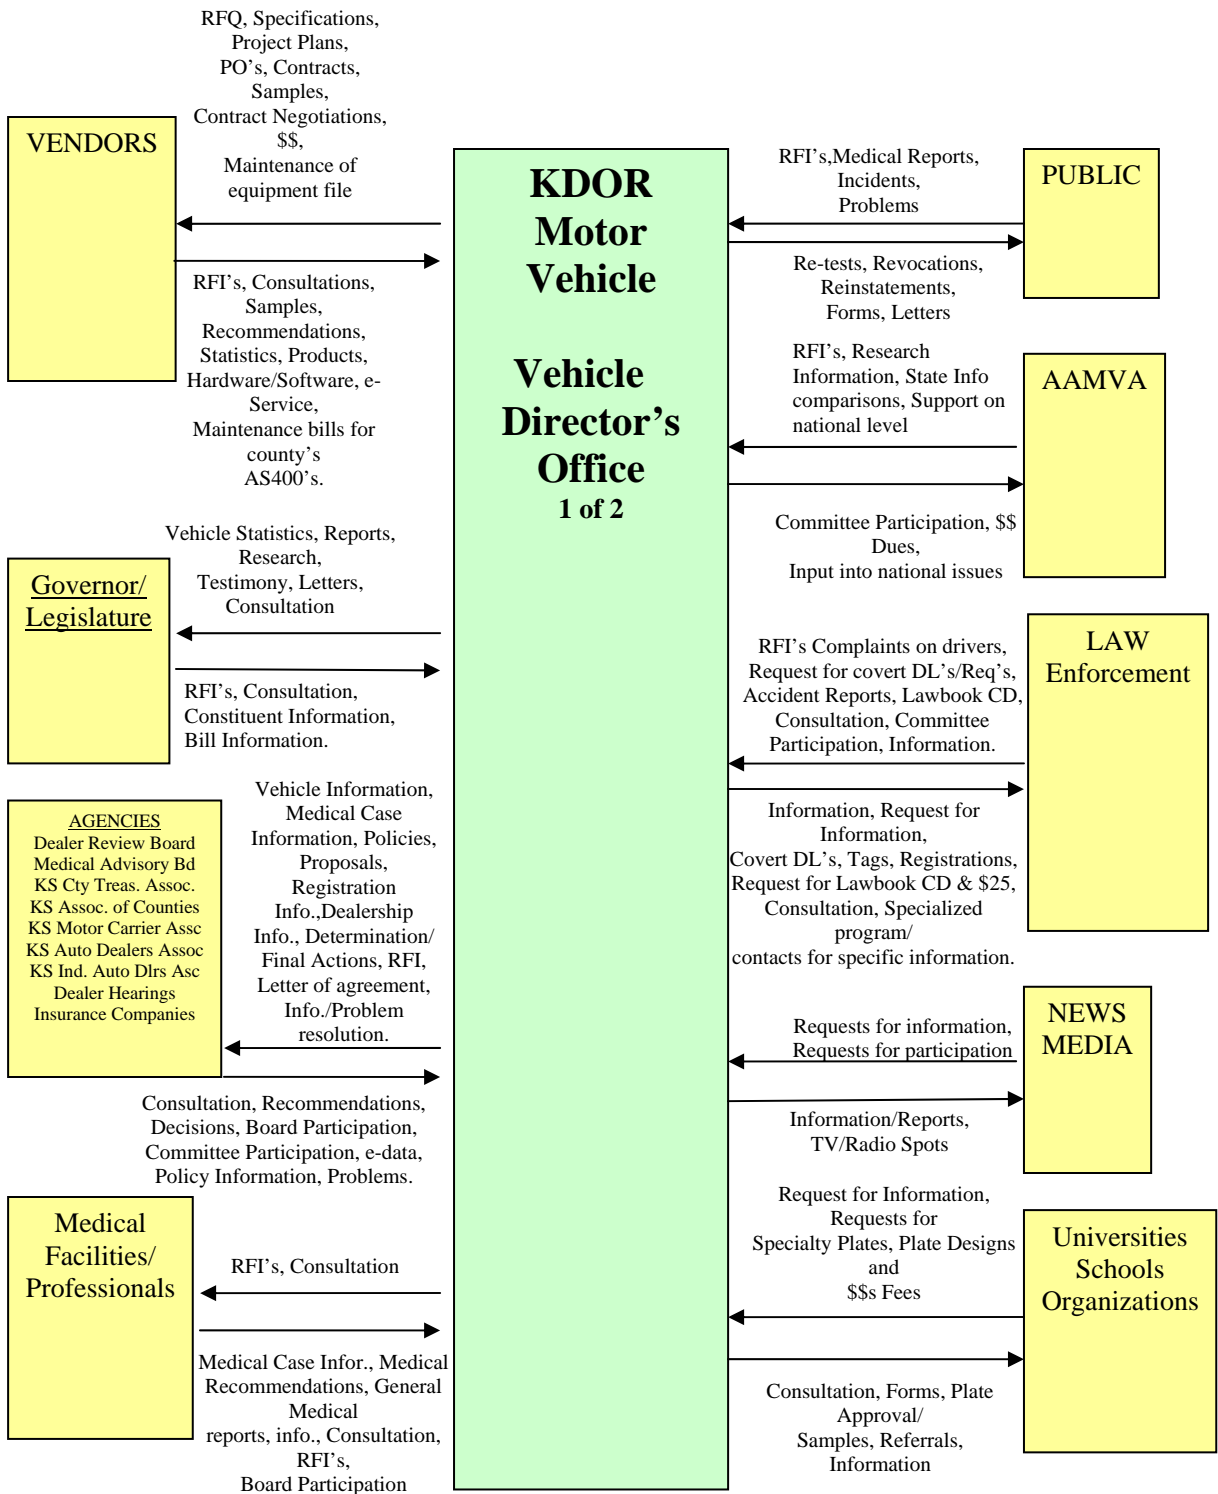 RFQ, Specifications,
Project Plans,
PO's, Contracts,
Samples,
Contract Negotiations,
$$,
Maintenance of
equipment file
VENDORS
RFI's, Consultations,
Samples,
Recommendations,
Statistics, Products,
Hardware/Software, e-
Service,
Maintenance bills for
county's
AS400's.
Vehicle Statistics, Reports,
Research,
Testimony, Letters,
Consultation
Governor/
Legislature
RFI's, Consultation,
Constituent Information,
Bill Information.
Vehicle Information,
Medical Case
Information, Policies,
Proposals,
Registration
Info.,Dealership
Info., Determination/
Final Actions, RFI,
Letter of agreement,
Info./Problem
resolution.
AGENCIES
Dealer Review Board
Medical Advisory Bd
KS Cty Treas. Assoc.
KS Assoc. of Counties
KS Motor Carrier Assc
KS Auto Dealers Assoc
KS Ind. Auto Dlrs Asc
Dealer Hearings
Insurance Companies
Consultation, Recommendations,
Decisions, Board Participation,
Committee Participation, e-data,
Policy Information, Problems.
Medical
Facilities/
Professionals
RFI's, Consultation
Medical Case Infor., Medical
Recommendations, General
Medical
reports, info., Consultation,
RFI's,
Board Participation
KDOR
Motor
Vehicle
Vehicle
Director's
Office
1 of 2
RFI's,Medical Reports,
Incidents,
Problems
PUBLIC
Re-tests, Revocations,
Reinstatements,
Forms, Letters
RFI's, Research
Information, State Info
comparisons, Support on
national level
AAMVA
Committee Participation, $$
Dues,
Input into national issues
RFI's Complaints on drivers,
Request for covert DL's/Req's,
Accident Reports, Lawbook CD,
Consultation, Committee
Participation, Information.
LAW
Enforcement
Information, Request for
Information,
Covert DL's, Tags, Registrations,
Request for Lawbook CD & $25,
Consultation, Specialized
program/
contacts for specific information.
Requests for information,
Requests for participation
NEWS
MEDIA
Information/Reports,
TV/Radio Spots
Request for Information,
Requests for
Specialty Plates, Plate Designs
and
$$s Fees
Universities
Schools
Organizations
Consultation, Forms, Plate
Approval/
Samples, Referrals,
Information